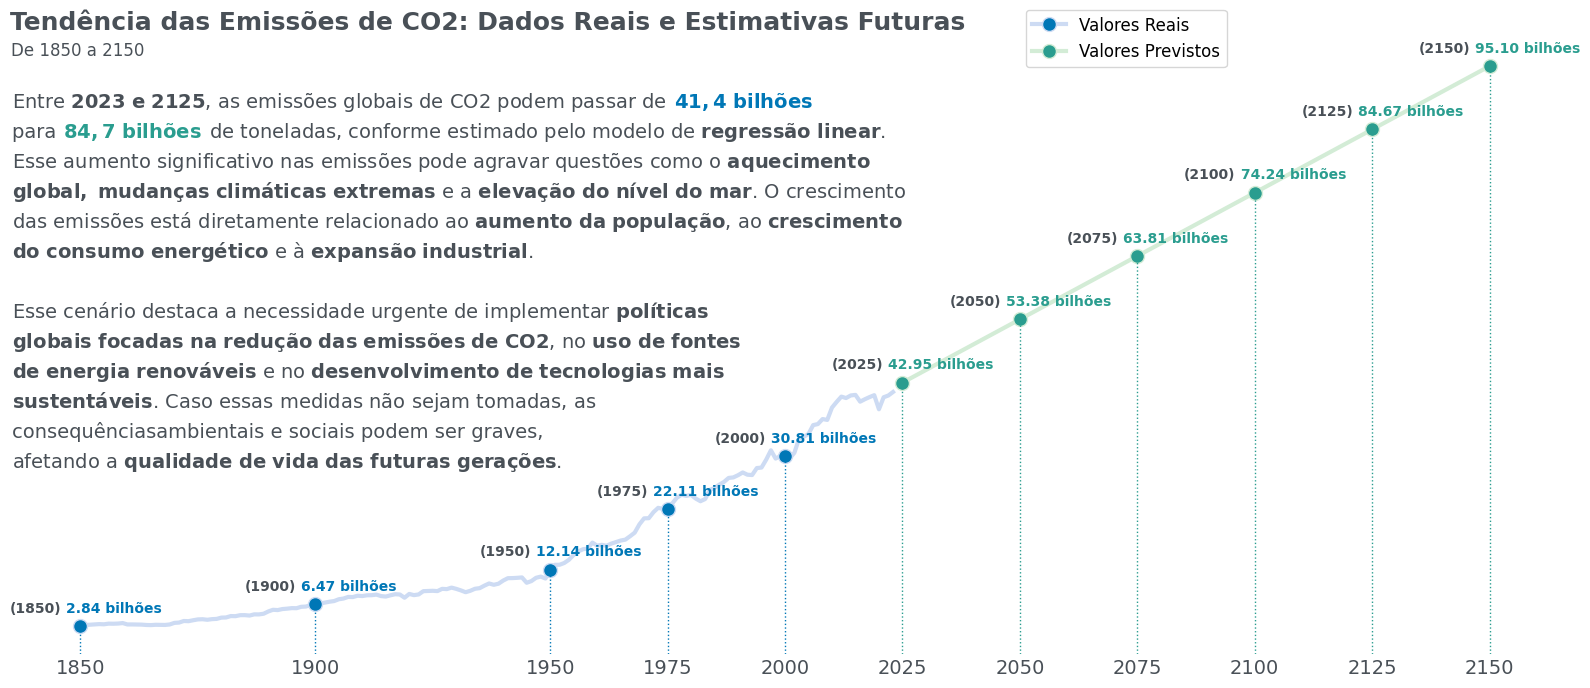 Tendência das Emissões de CO2: Dados Reais e Estimativas Futuras
De 1850 a 2150
Valores Reais
Valores Previstos
Entre 2023 e 2125, as emissões globais de CO2 podem passar de 41,4 bilhões
para 84,7 bilhões de toneladas, conforme estimado pelo modelo de regressão linear.
Esse aumento significativo nas emissões pode agravar questões como o aquecimento
global, mudanças climáticas extremas e a elevação do nível do mar. O crescimento
das emissões está diretamente relacionado ao aumento da população, ao crescimento
do consumo energético e à expansão industrial.
Esse cenário destaca a necessidade urgente de implementar políticas
globais focadas na redução das emissões de CO2, no uso de fontes
de energia renováveis e no desenvolvimento de tecnologias mais
sustentáveis. Caso essas medidas não sejam tomadas, as
consequênciasambientais e sociais podem ser graves,
afetando a qualidade de vida das futuras gerações.
(1850) 2.84 bilhões
(1900) 6.47 bilhões
(1950) 12.14 bilhões
(1975) 22.11 bilhões
(2000) 30.81 bilhões
(2025) 42.95 bilhões
(2050) 53.38 bilhões
(2075) 63.81 bilhões
(2100) 74.24 bilhões
(2125) 84.67 bilhões
(2150) 95.10 bilhões
1850 1900 1950 1975 2000 2025 2050 2075 2100 2125 2150